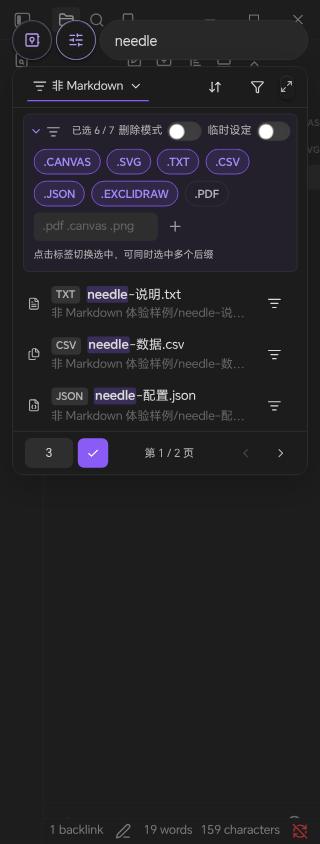 needle
非 Markdown
已选 6 / 7 删除模式 临时设定
.CANVAS .SVG .TXT .CSV
.JSON .EXCLIDRAW .PDF
.pdf .canvas .png
点击标签切换选中，可同时选中多个后缀
TXT needle-说明.txt
非 Markdown 体验样例/needle-说…
CSV needle-数据.csv
非 Markdown 体验样例/needle-数…
JSON needle-配置.json
非 Markdown 体验样例/needle-配…
3 第 1 / 2 页
1 backlink 19 words 159 characters